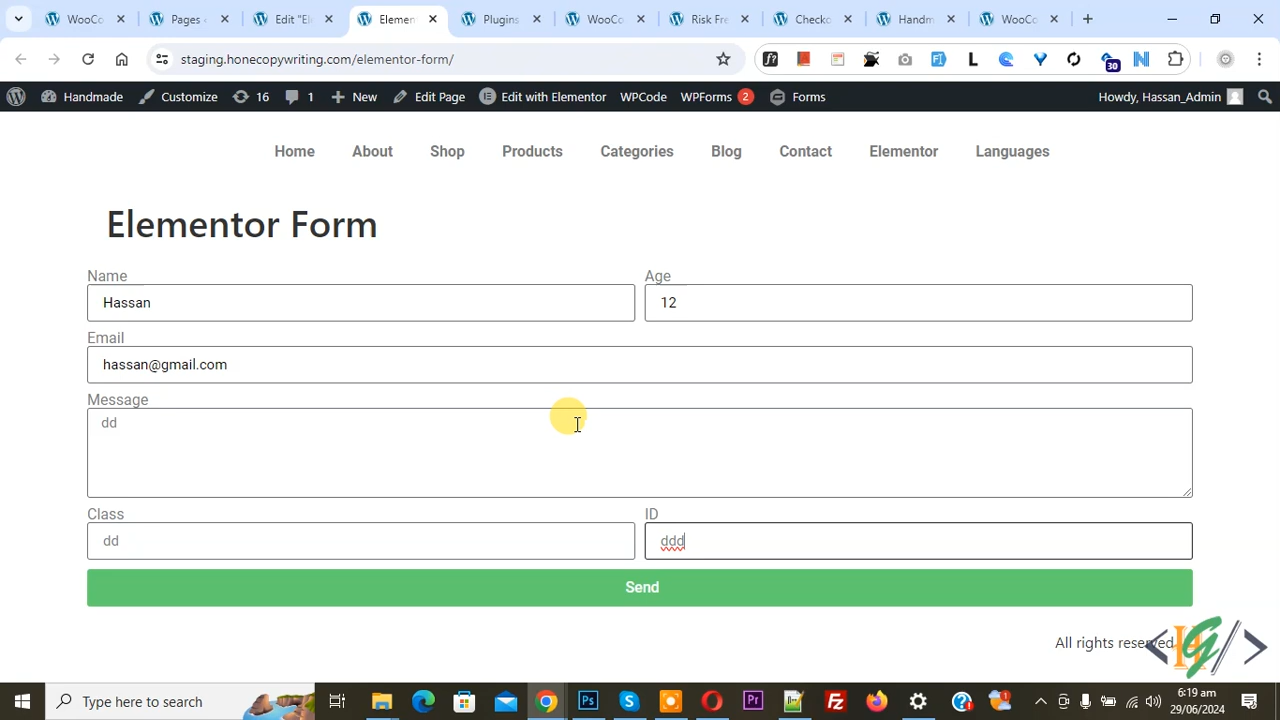 WooCo
Pages
Edit "El
Elemen
Plugins
WooCo
Risk Fre
Checko
Handm
WooCo
staging.hotecopywriting.com/elementor-form/
30
Handmade
Customize
16
1
New
Edit Page
Edit with Elementor
WPCode
WPForms 2
Forms
Howdy, Hassan_Admin
Home About Shop Products Categories Blog Contact Elementor Languages
Elementor Form
Name Age
Hassan 12
Email
hassan@gmail.com
Message
dd
Class ID
dd ddd
Send
All rights reserved
Type here to search
6:19 am
29/06/2024